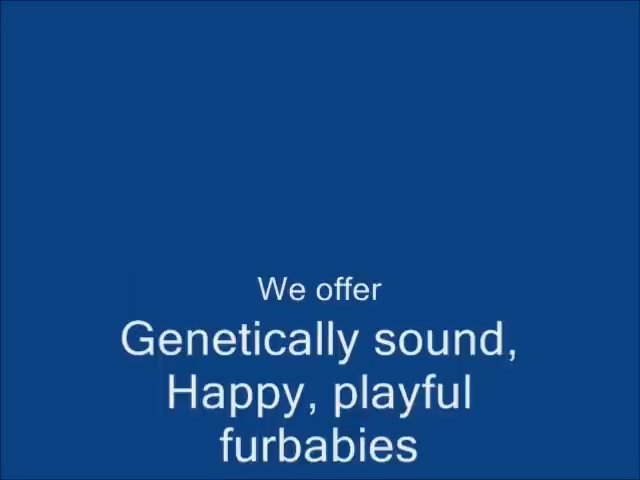 We offer
Genetically sound,
Happy, playful
furbabies